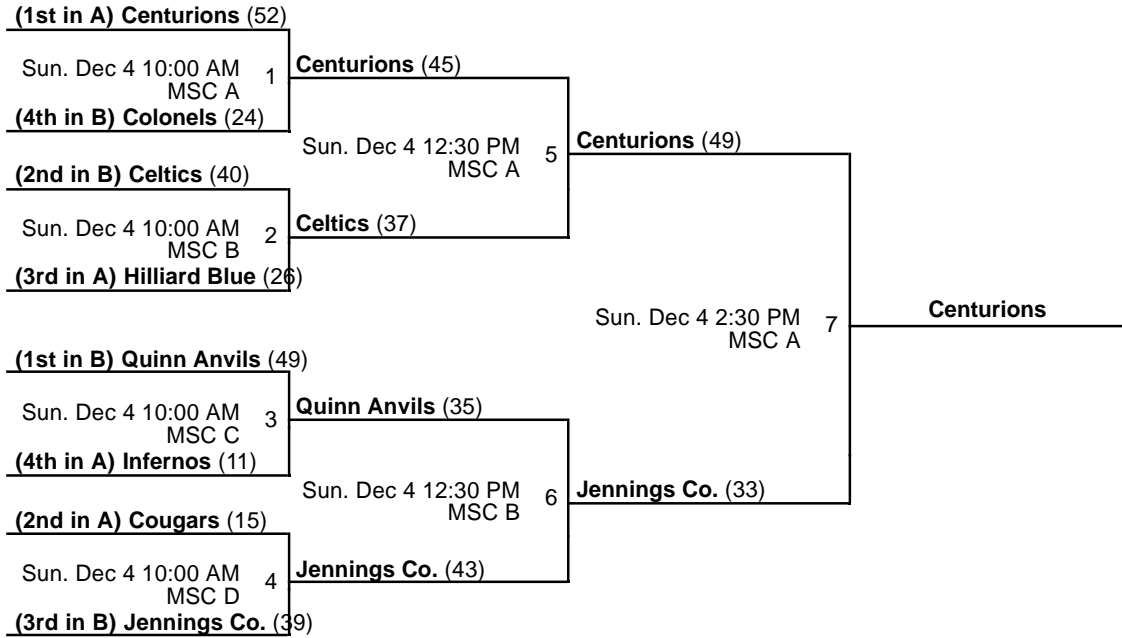 (1st in A) Centurions (52)
Sun. Dec 4 10:00 AM
MSC A
1
(4th in B) Colonels (24)
Centurions (45)
(2nd in B) Celtics (40)
Sun. Dec 4 10:00 AM
MSC B
2
(3rd in A) Hilliard Blue (26)
Celtics (37)
Sun. Dec 4 12:30 PM
MSC A
5
Centurions (49)
(1st in B) Quinn Anvils (49)
Sun. Dec 4 10:00 AM
MSC C
3
(4th in A) Infernos (11)
Quinn Anvils (35)
(2nd in A) Cougars (15)
Sun. Dec 4 10:00 AM
MSC D
4
(3rd in B) Jennings Co. (39)
Jennings Co. (43)
Sun. Dec 4 12:30 PM
MSC B
6
Jennings Co. (33)
Sun. Dec 4 2:30 PM
MSC A
7
Centurions